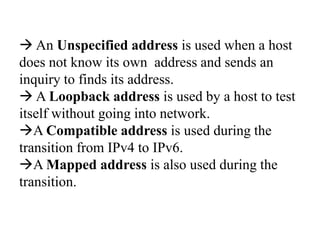 → An Unspecified address is used when a host
does not know its own address and sends an
inquiry to finds its address.
→ A Loopback address is used by a host to test
itself without going into network.
→A Compatible address is used during the
transition from IPv4 to IPv6.
→A Mapped address is also used during the
transition.